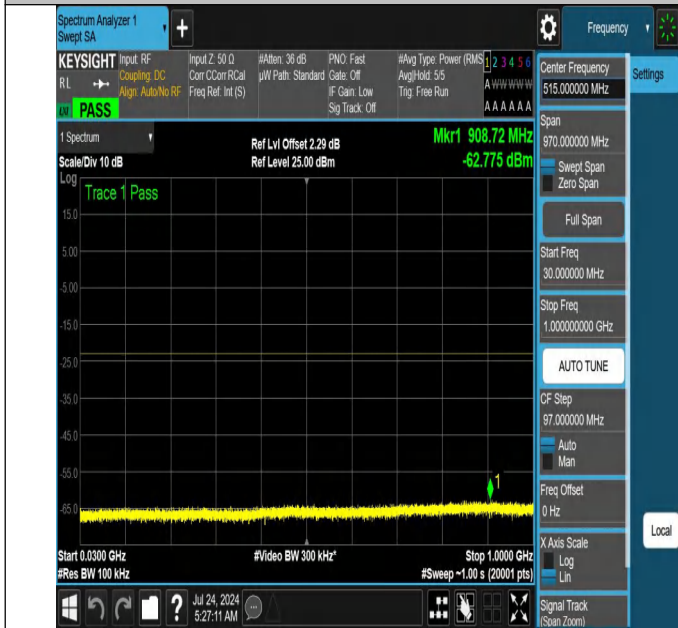 Spectrum Analyzer 1
Swept SA
+
Frequency
KEYSIGHT
RL
PASS
Input: RF
Coupling: DC
Align: Auto/No RF
Input Z: 50 Ω
Corr CCorr RCal
Freq Ref: Int (S)
#Atten: 36 dB
µW Path: Standard
PNO: Fast
Gate: Off
IF Gain: Low
Sig Track: Off
#Avg Type: Power (RMS
Avg|Hold: 5/5
Trig: Free Run
1 2 3 4 5 6
A W W W W W
A A A A A A
1 Spectrum
Scale/Div 10 dB
Ref Lvl Offset 2.29 dB
Ref Level 25.00 dBm
Mkr1 908.72 MHz
-62.775 dBm
Log
Trace 1 Pass
15.0
5.00
-5.00
-15.0
-25.0
-35.0
-45.0
-55.0
-65.0
1
Start 0.0300 GHz
#Res BW 100 kHz
#Video BW 300 kHz*
Stop 1.0000 GHz
#Sweep ~1.00 s (20001 pts)
?
Jul 24, 2024
5:27:11 AM
Center Frequency
515.000000 MHz
Span
970.000000 MHz
Swept Span
Zero Span
Full Span
Start Freq
30.000000 MHz
Stop Freq
1.000000000 GHz
AUTO TUNE
CF Step
97.000000 MHz
Auto
Man
Freq Offset
0 Hz
X Axis Scale
Log
Lin
Signal Track
(Span Zoom)
Settings
Local